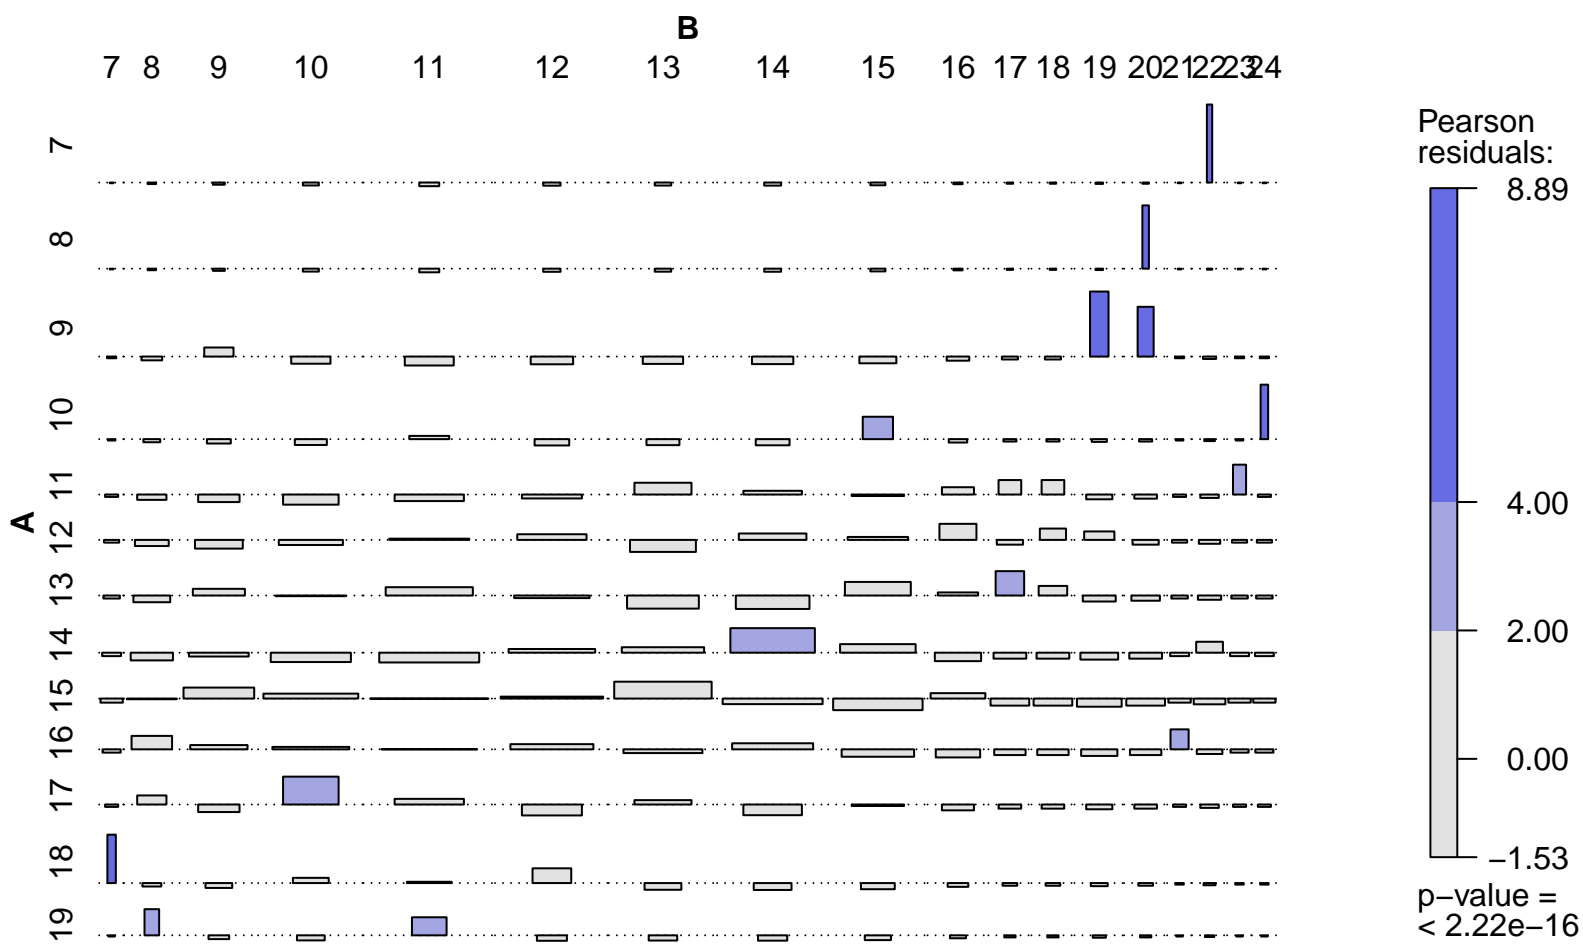 B
7 8 9 10 11 12 13 14 15 16 17 18 19 20 21 22 23 24
A
7
8
9
10
11
12
13
14
15
16
17
18
19
Pearson
residuals:
8.89
4.00
2.00
0.00
−1.53
p−value =
< 2.22e−16